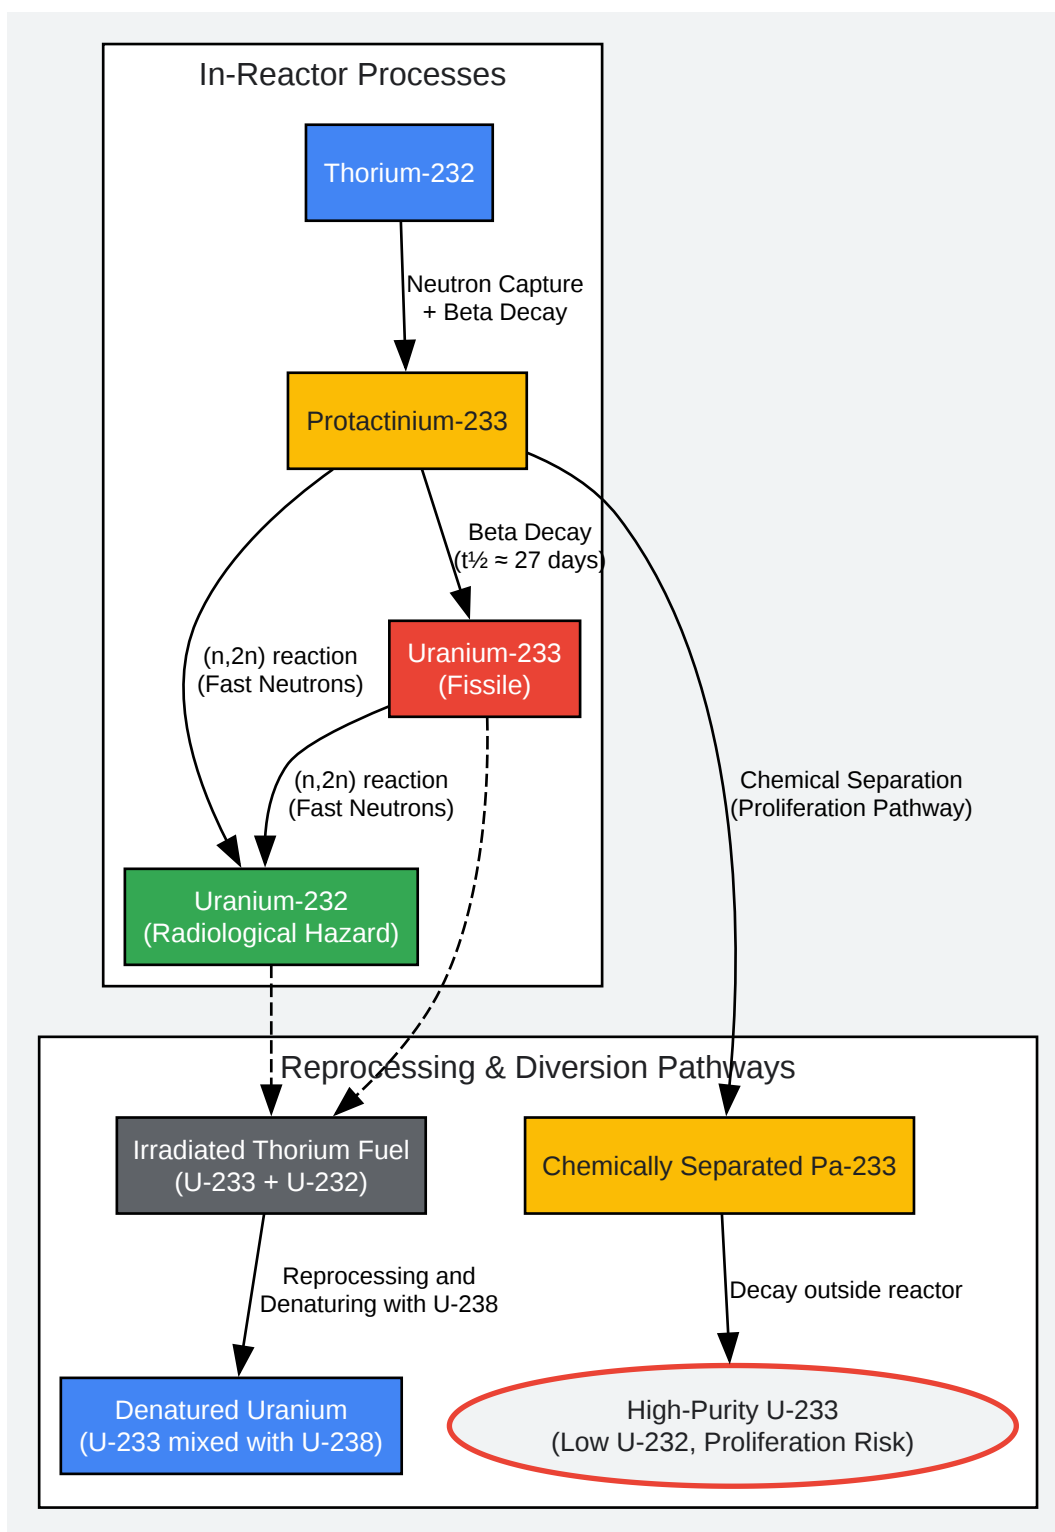 In-Reactor Processes
Thorium-232
Neutron Capture
+ Beta Decay
Protactinium-233
Beta Decay
(t½ ≈ 27 days)
(n,2n) reaction
(Fast Neutrons)
Uranium-233
(Fissile)
(n,2n) reaction
(Fast Neutrons)
Chemical Separation
(Proliferation Pathway)
Uranium-232
(Radiological Hazard)
Reprocessing & Diversion Pathways
Irradiated Thorium Fuel
(U-233 + U-232)
Chemically Separated Pa-233
Reprocessing and
Denaturing with U-238
Decay outside reactor
Denatured Uranium
(U-233 mixed with U-238)
High-Purity U-233
(Low U-232, Proliferation Risk)